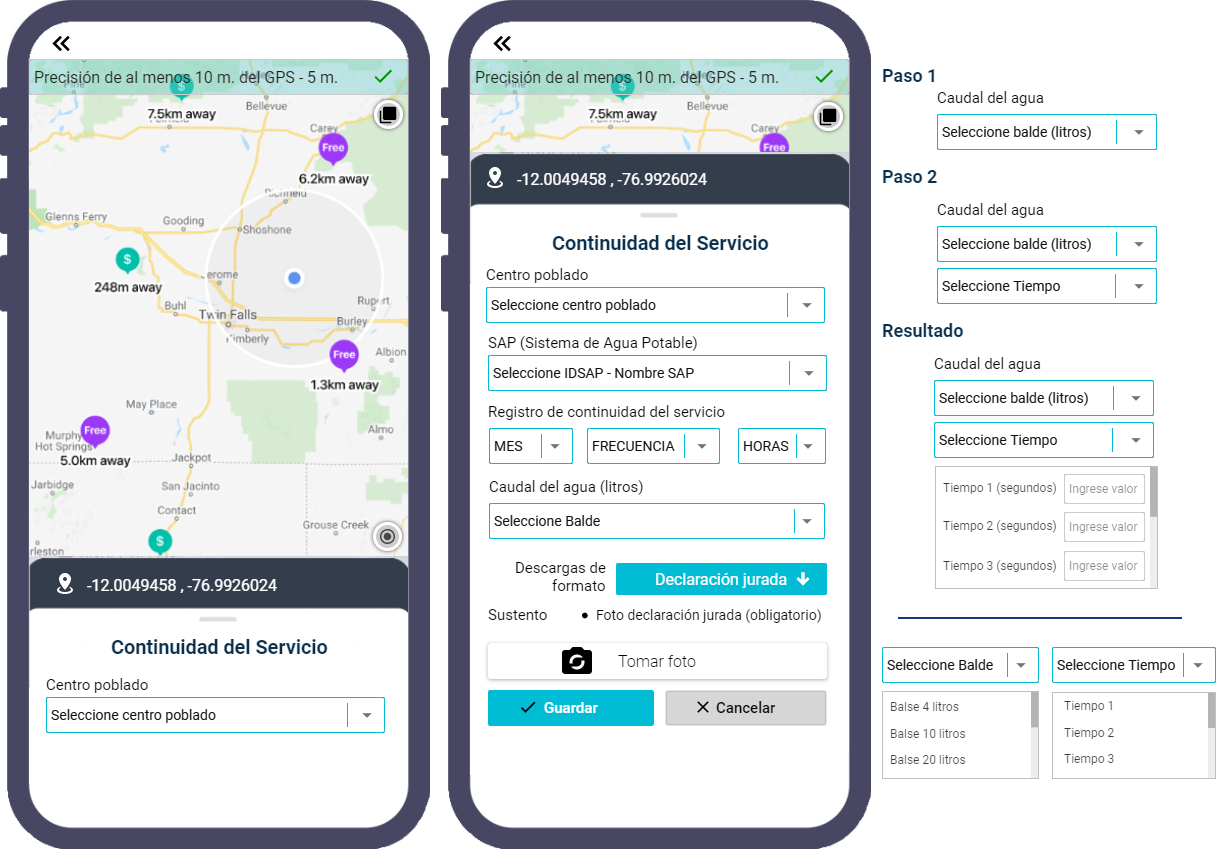 Precisión de al menos 10 m. del GPS - 5 m.
$
7.5km away
Bellevue
Carey
Free
6.2km away
Richfield
Glenns Ferry
Gooding
Shoshone
$
248m away
Jerome
Buhl
Twin Falls
Kimberly
Rupert
Burley
Free
Albion
1.3km away
May Place
Free
Murphy
Hot Springs
5.0km away
Almo
Jackpot
Jarbidge
San Jacinto
Contact
Grouse Creek
$
rleston
-12.0049458 , -76.9926024
Continuidad del Servicio
Centro poblado
Seleccione centro poblado
Precisión de al menos 10 m. del GPS - 5 m.
$
7.5km away
Bellevue
Carey
Free
-12.0049458 , -76.9926024
Continuidad del Servicio
Centro poblado
Seleccione centro poblado
SAP (Sistema de Agua Potable)
Seleccione IDSAP - Nombre SAP
Registro de continuidad del servicio
MES FRECUENCIA HORAS
Caudal del agua (litros)
Seleccione Balde
Descargas de
formato
Declaración jurada
Sustento • Foto declaración jurada (obligatorio)
Tomar foto
Guardar Cancelar
Paso 1
Caudal del agua
Seleccione balde (litros)
Paso 2
Caudal del agua
Seleccione balde (litros)
Seleccione Tiempo
Resultado
Caudal del agua
Seleccione balde (litros)
Seleccione Tiempo
Tiempo 1 (segundos) Ingrese valor
Tiempo 2 (segundos) Ingrese valor
Tiempo 3 (segundos) Ingrese valor
Seleccione Balde
Balse 4 litros
Balse 10 litros
Balse 20 litros
Seleccione Tiempo
Tiempo 1
Tiempo 2
Tiempo 3